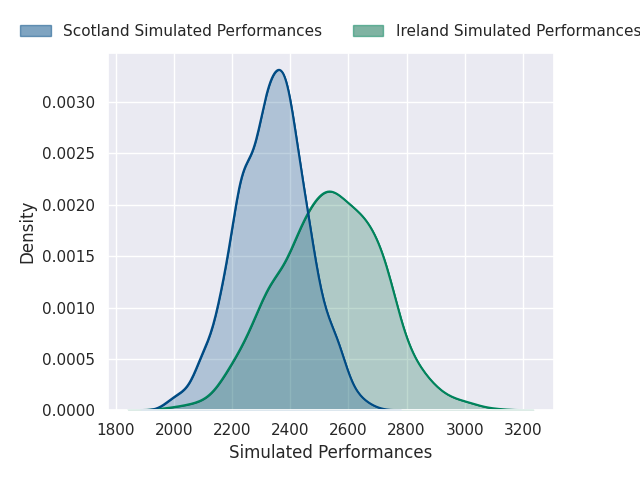 Scotland Simulated Performances Ireland Simulated Performances
0.0030
0.0025
0.0020
0.0015
0.0010
0.0005
0.0000
Density
1800 2000 2200 2400 2600 2800 3000 3200
Simulated Performances